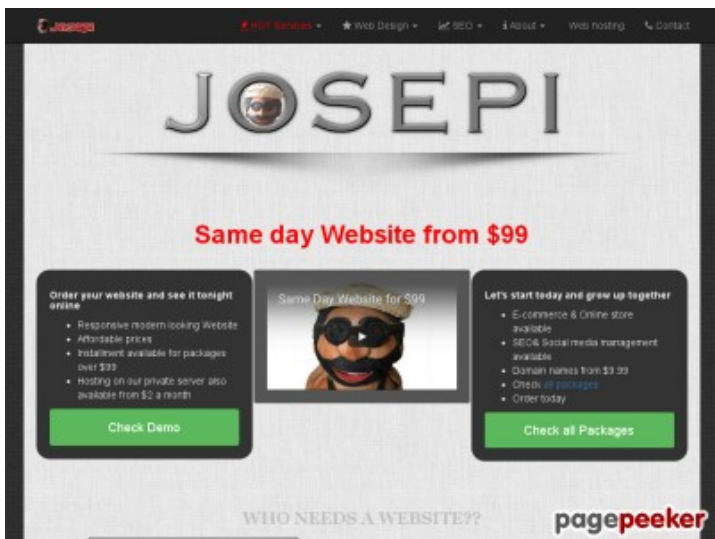 JOSEPI
HOT Services
Web Design
SEO
About
Web hosting
Contact
JOSEPI
Same day Website from $99
Order your website and see it tonight
online
Responsive modern looking Website
Affordable prices
Installment available for packages
over $99
Hosting on our private server also
available from $2 a month
Check Demo
Same Day Website for $99
Let's start today and grow up together
E-commerce & Online store
available
SEO& Social media management
available
Domain names from $9.99
Check all packages
Order today
Check all Packages
WHO NEEDS A WEBSITE??
pagepeeker